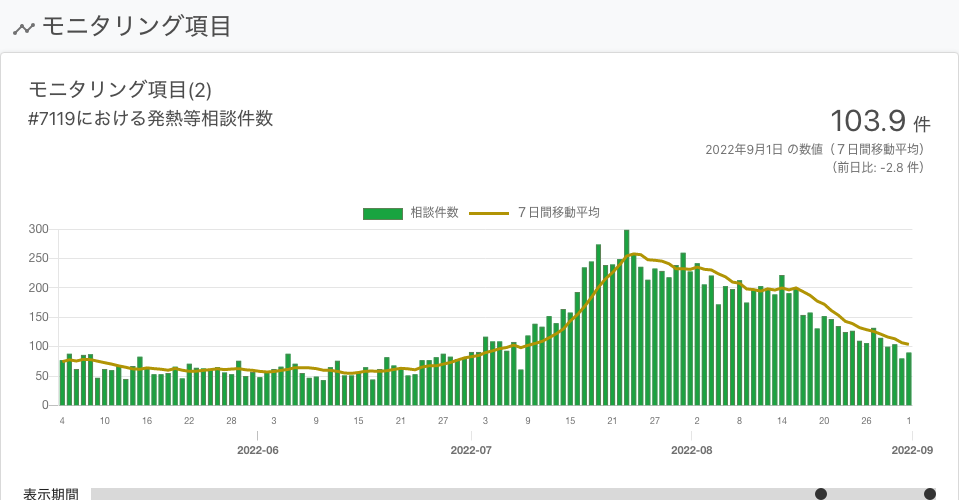 モニタリング項目
モニタリング項目(2)
#7119における発熱等相談件数
103.9 件
2022年9月1日 の数値（７日間移動平均）
（前日比: -2.8 件）
相談件数 ７日間移動平均
300
250
200
150
100
50
0
4 10 16 22 28 3 9 15 21 27 3 9 15 21 27 2 8 14 20 26 1
2022-06 2022-07 2022-08 2022-09
表示期間